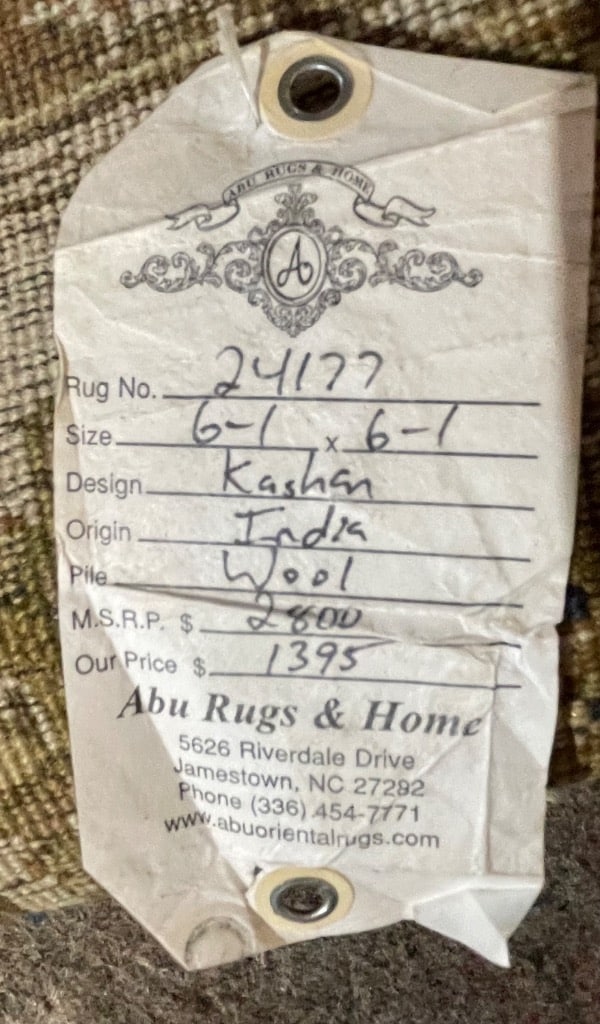 ABU RUGS & HOME
A
Rug No. 24177
Size 6-1 x 6-1
Design Kashan
Origin India
Pile Wool
M.S.R.P. $ 2800
Our Price $ 1395
Abu Rugs & Home
5626 Riverdale Drive
Jamestown, NC 27282
Phone (336) 454-7771
www.abuorientalrugs.com